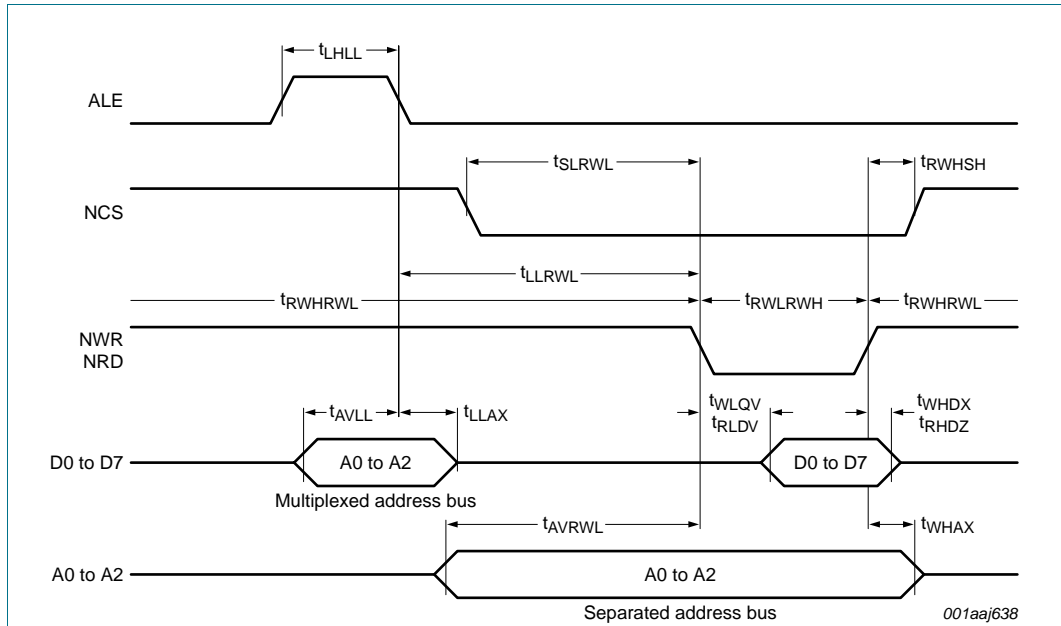 tLHLL
ALE
tSLRWL
tRWHSH
NCS
tLLRWL
tRWHRWL
tRWLRWH
tRWHRWL
NWR
NRD
tAVLL
tLLAX
tWLQV
tRLDV
tWHDX
tRHDZ
D0 to D7
A0 to A2
D0 to D7
Multiplexed address bus
tAVRWL
tWHAX
A0 to A2
A0 to A2
Separated address bus
001aaj638